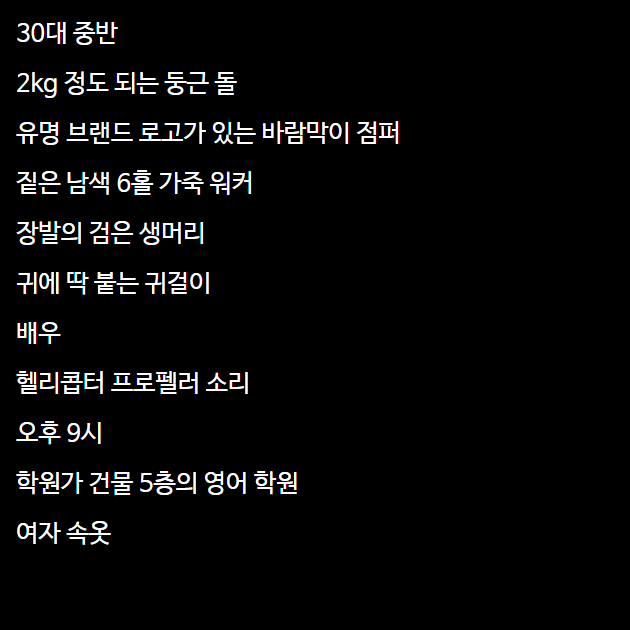 30대 중반
2kg 정도 되는 둥근 돌
유명 브랜드 로고가 있는 바람막이 점퍼
짙은 남색 6홀 가죽 워커
장발의 검은 생머리
귀에 딱 붙는 귀걸이
배우
헬리콥터 프로펠러 소리
오후 9시
학원가 건물 5층의 영어 학원
여자 속옷